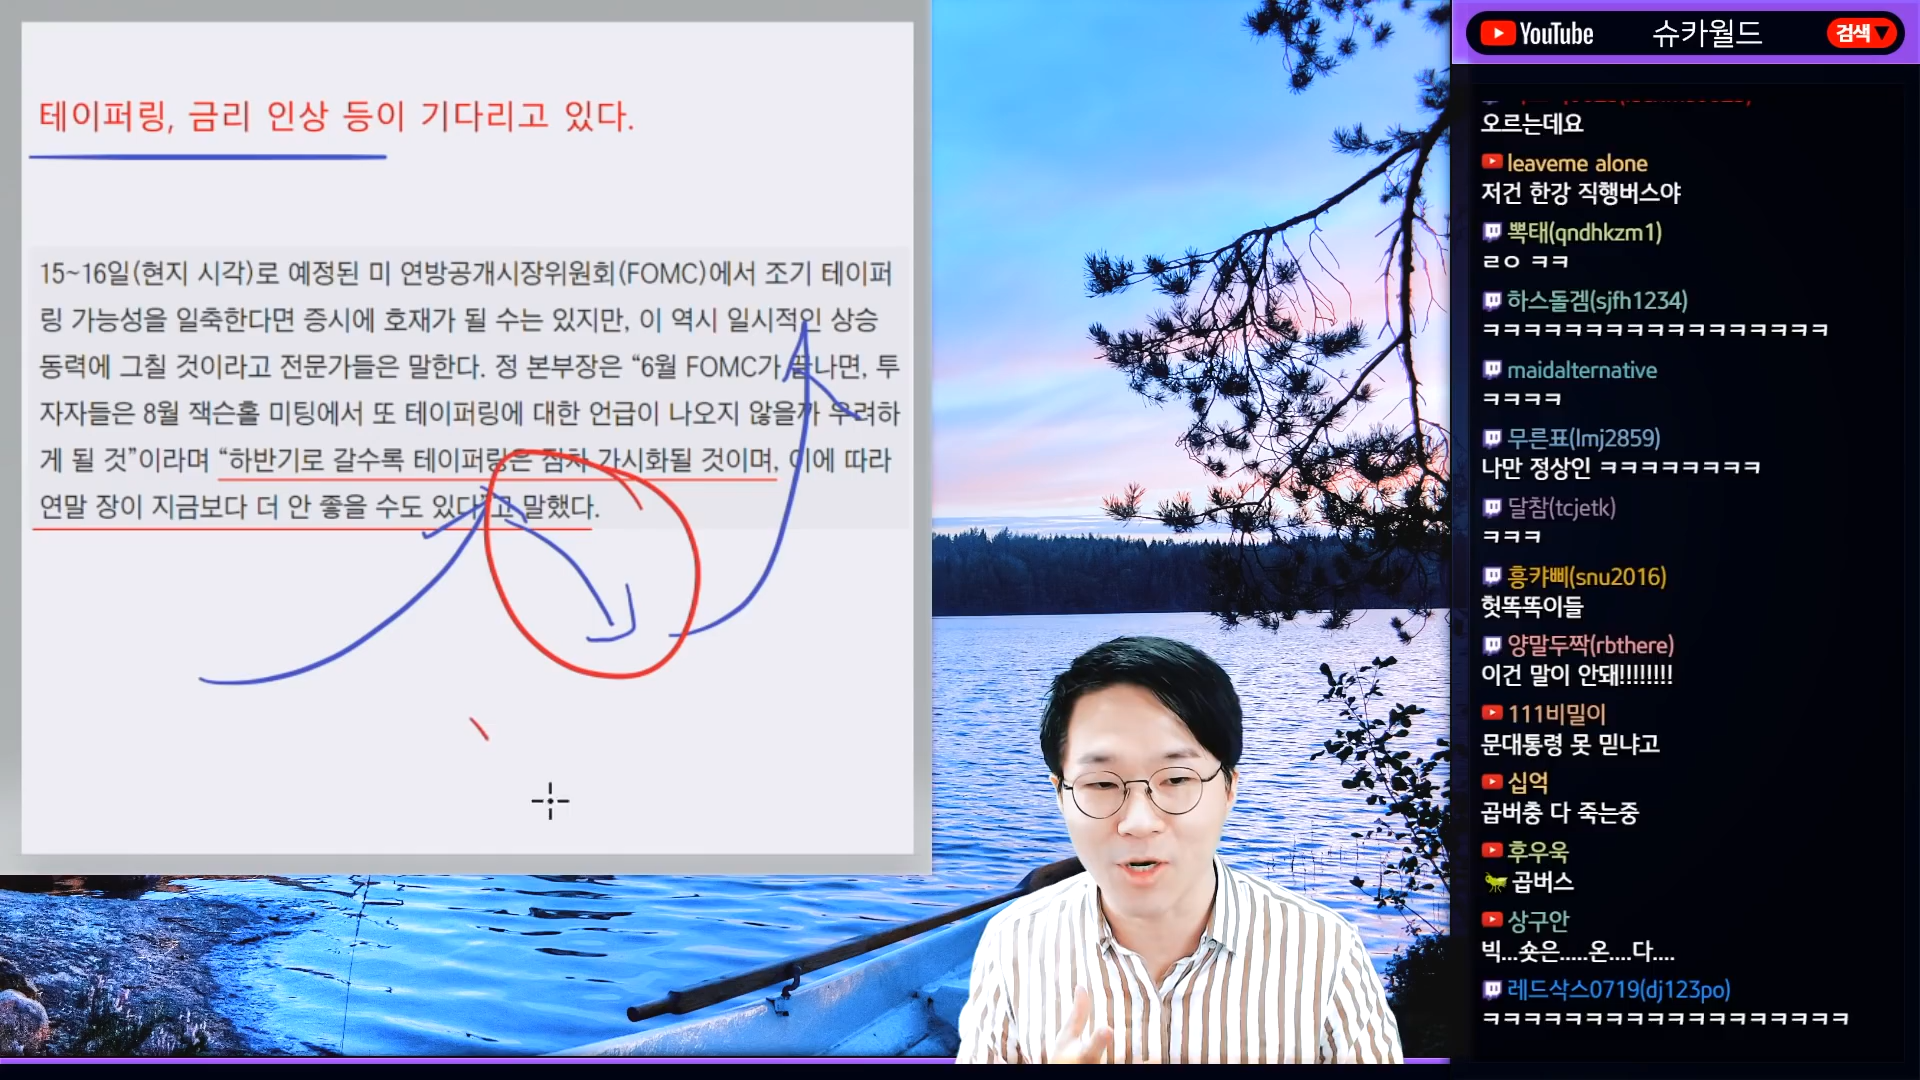 테이퍼링, 금리 인상 등이 기다리고 있다.
15~16일(현지 시각)로 예정된 미 연방공개시장위원회(FOMC)에서 조기 테이퍼
링 가능성을 일축한다면 증시에 호재가 될 수는 있지만, 이 역시 일시적인 상승
동력에 그칠 것이라고 전문가들은 말한다. 정 본부장은 “6월 FOMC가 끝나면, 투
자자들은 8월 잭슨홀 미팅에서 또 테이퍼링에 대한 언급이 나오지 않을까 우려하
게 될 것”이라며 “하반기로 갈수록 테이퍼링은 점차 가시화될 것이며, 이에 따라
연말 장이 지금보다 더 안 좋을 수도 있다”고 말했다.
YouTube 슈카월드 검색▼
오르는데요
leaveme alone
저건 한강 직행버스야
뽁태(qndhkzm1)
ㄹㅇ ㅋㅋ
하스돌겜(sjfh1234)
ㅋㅋㅋㅋㅋㅋㅋㅋㅋㅋㅋㅋㅋㅋㅋㅋㅋ
maidalternative
ㅋㅋㅋㅋ
무른표(lmj2859)
나만 정상인 ㅋㅋㅋㅋㅋㅋㅋㅋ
달참(tcjetk)
ㅋㅋㅋ
흥캬삐(snu2016)
헛똑똑이들
양말두짝(rbthere)
이건 말이 안돼!!!!!!!!
111비밀이
문대통령 못 믿냐고
십억
곱버충 다 죽는중
후우욱
곱버스
상구안
빅...숏은.....온....다....
레드삭스0719(dj123po)
ㅋㅋㅋㅋㅋㅋㅋㅋㅋㅋㅋㅋㅋㅋㅋㅋㅋㅋ